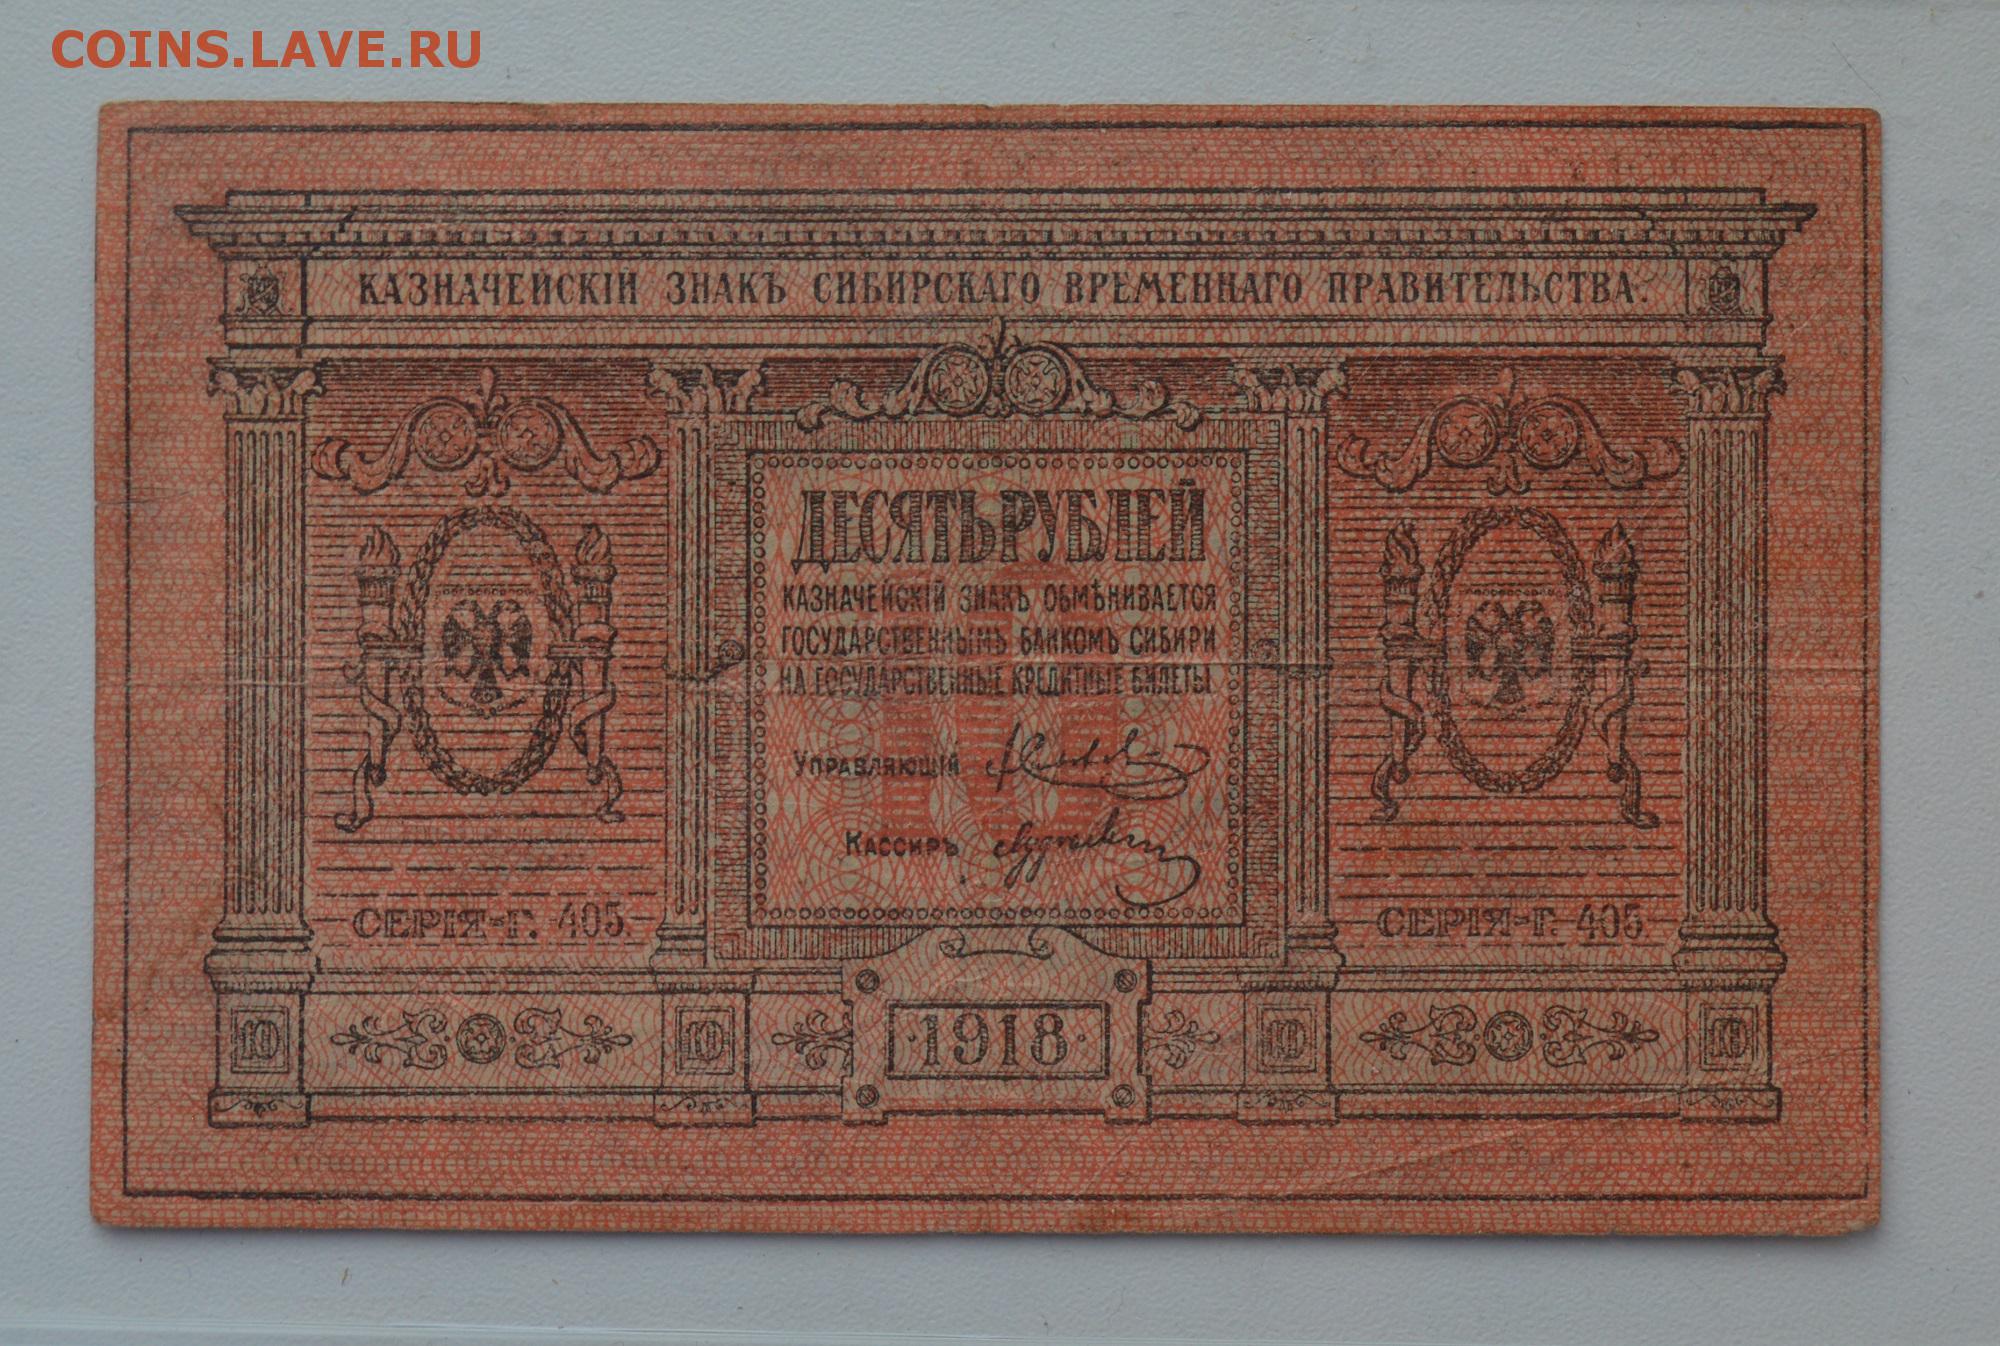 COINS.LAVE.RU
КАЗНАЧЕЙСКІЙ ЗНАКЪ СИБИРСКАГО ВРЕМЕННАГО ПРАВИТЕЛЬСТВА.
ДЕСЯТЬ РУБЛЕЙ
КАЗНАЧЕЙСКІЙ ЗНАКЪ ОБМѢНИВАЕТСЯ
ГОСУДАРСТВЕННЫМЪ БАНКОМЪ СИБИРИ
НА ГОСУДАРСТВЕННЫЕ КРЕДИТНЫЕ БИЛЕТЫ
10
УПРАВЛЯЮЩІЙ
КАССИРЪ
СЕРІЯ-Г. 405.
СЕРІЯ-Г. 405.
10
10
·1918·
10
10